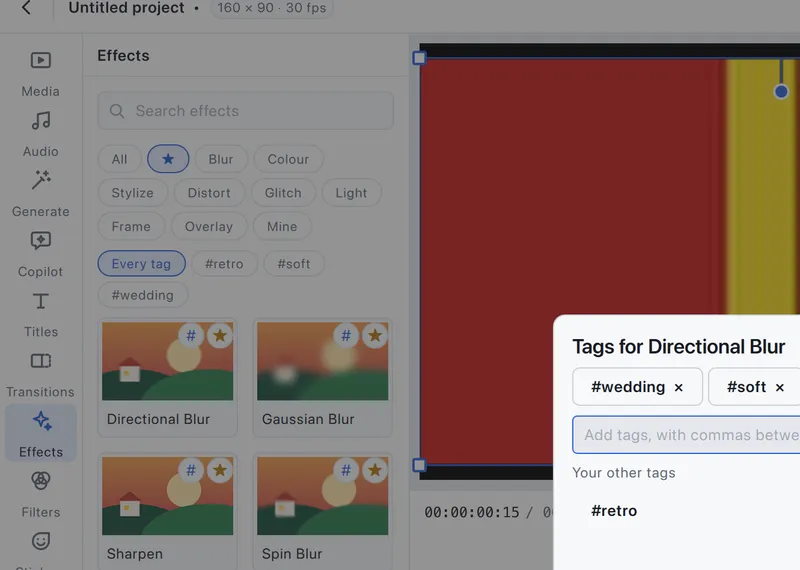 Untitled project • 160 × 90 · 30 fps
Media
Audio
Generate
Copilot
Titles
Transitions
Effects
Filters
Effects
Search effects
All ★ Blur Colour
Stylize Distort Glitch Light
Frame Overlay Mine
Every tag #retro #soft
#wedding
# ★ # ★
Directional Blur Gaussian Blur
# ★ # ★
Sharpen Spin Blur
00:00:00:15 /
Tags for Directional Blur
#wedding × #soft ×
Add tags, with commas betwe
Your other tags
#retro